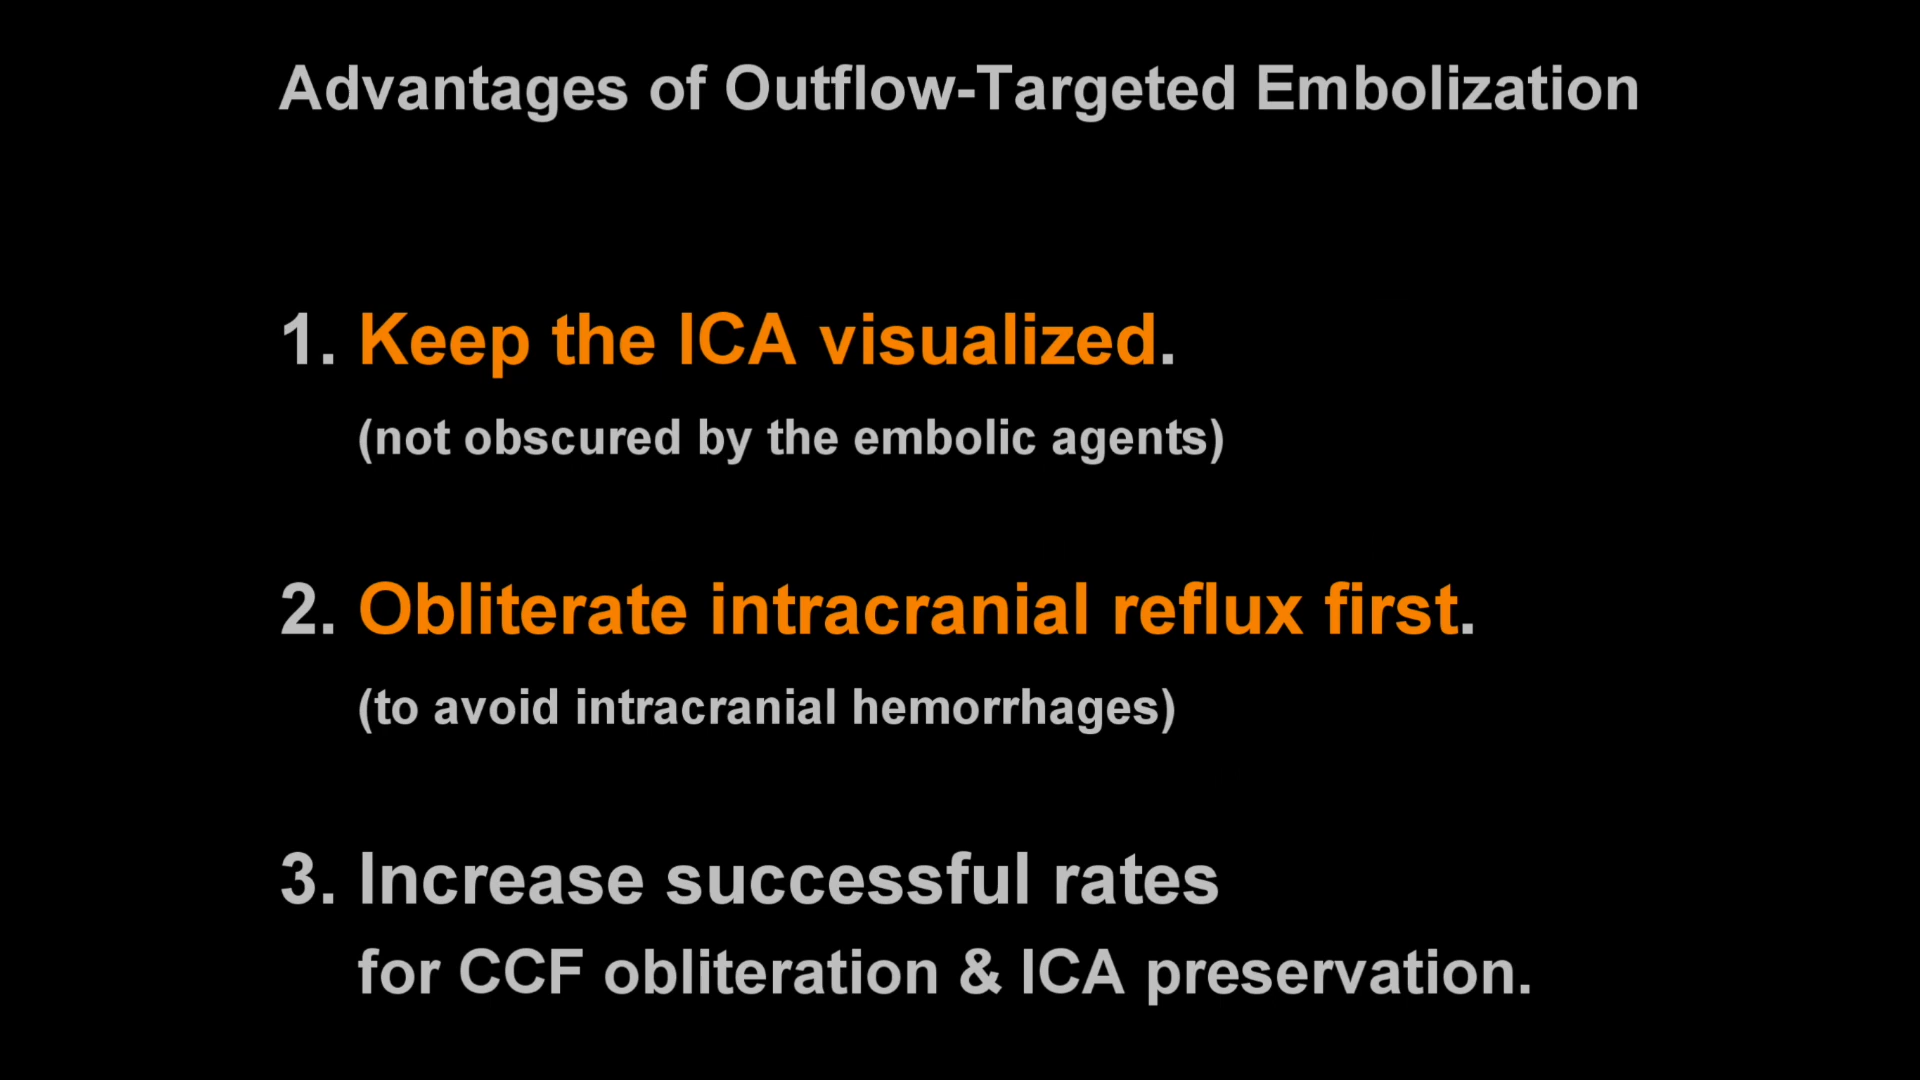 Advantages of Outflow-Targeted Embolization
1. Keep the ICA visualized.
(not obscured by the embolic agents)
2. Obliterate intracranial reflux first.
(to avoid intracranial hemorrhages)
3. Increase successful rates
for CCF obliteration & ICA preservation.